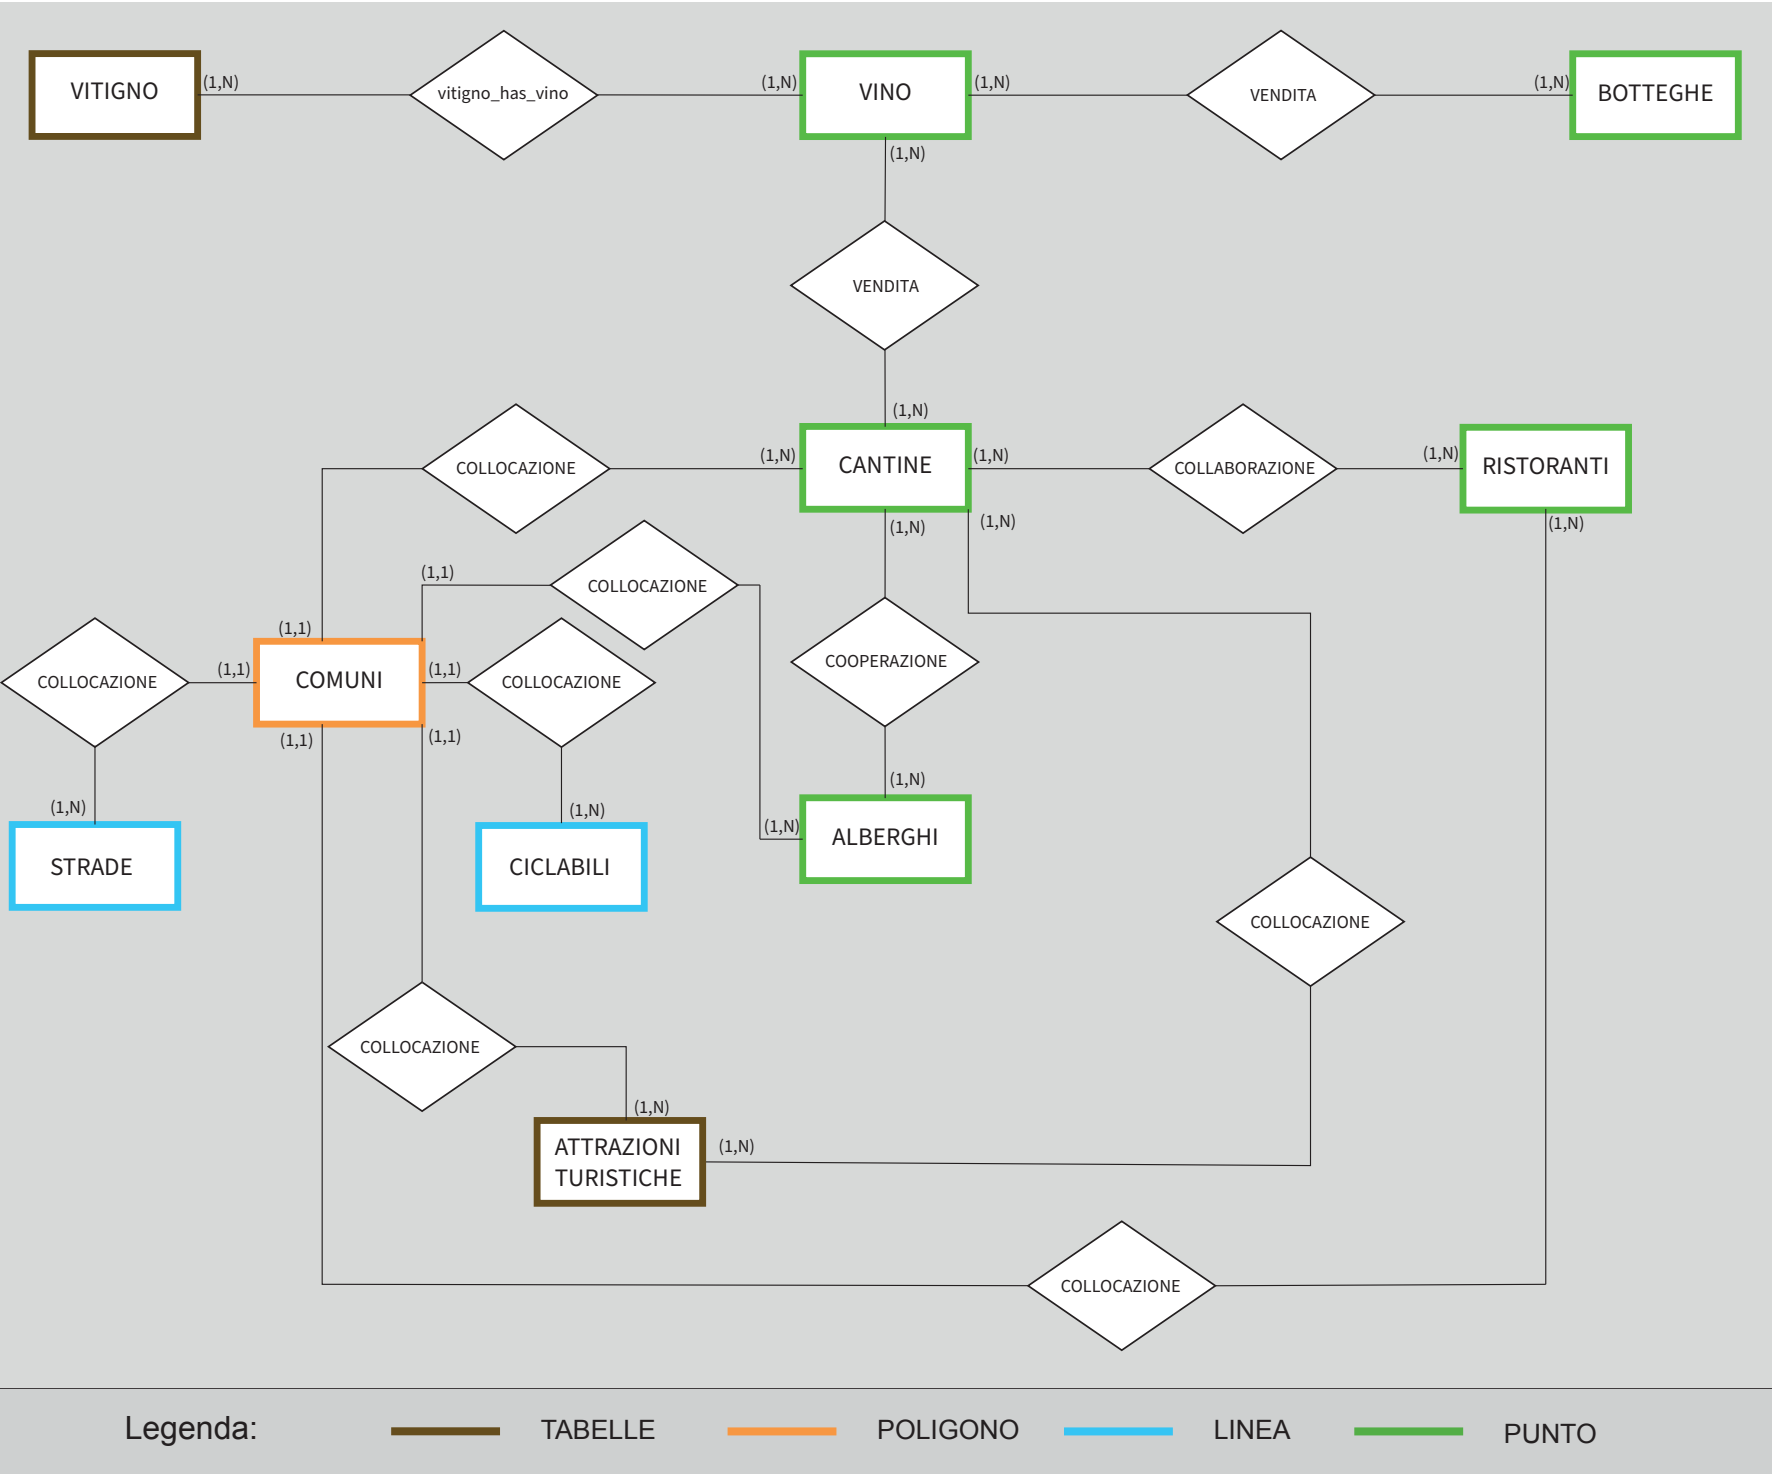 VITIGNO
(1,N)
vitigno_has_vino
(1,N)
VINO
(1,N)
VENDITA
(1,N)
BOTTEGHE
(1,N)
VENDITA
(1,N)
COLLOCAZIONE
(1,N)
CANTINE
(1,N)
COLLABORAZIONE
(1,N)
RISTORANTI
(1,N)
(1,N)
(1,N)
(1,1)
COLLOCAZIONE
(1,1)
COLLOCAZIONE
(1,1)
COMUNI
(1,1)
COLLOCAZIONE
COOPERAZIONE
(1,1)
(1,1)
(1,N)
(1,N)
(1,N)
(1,N)
STRADE
CICLABILI
ALBERGHI
COLLOCAZIONE
COLLOCAZIONE
(1,N)
ATTRAZIONI
TURISTICHE
(1,N)
COLLOCAZIONE
Legenda:
TABELLE
POLIGONO
LINEA
PUNTO